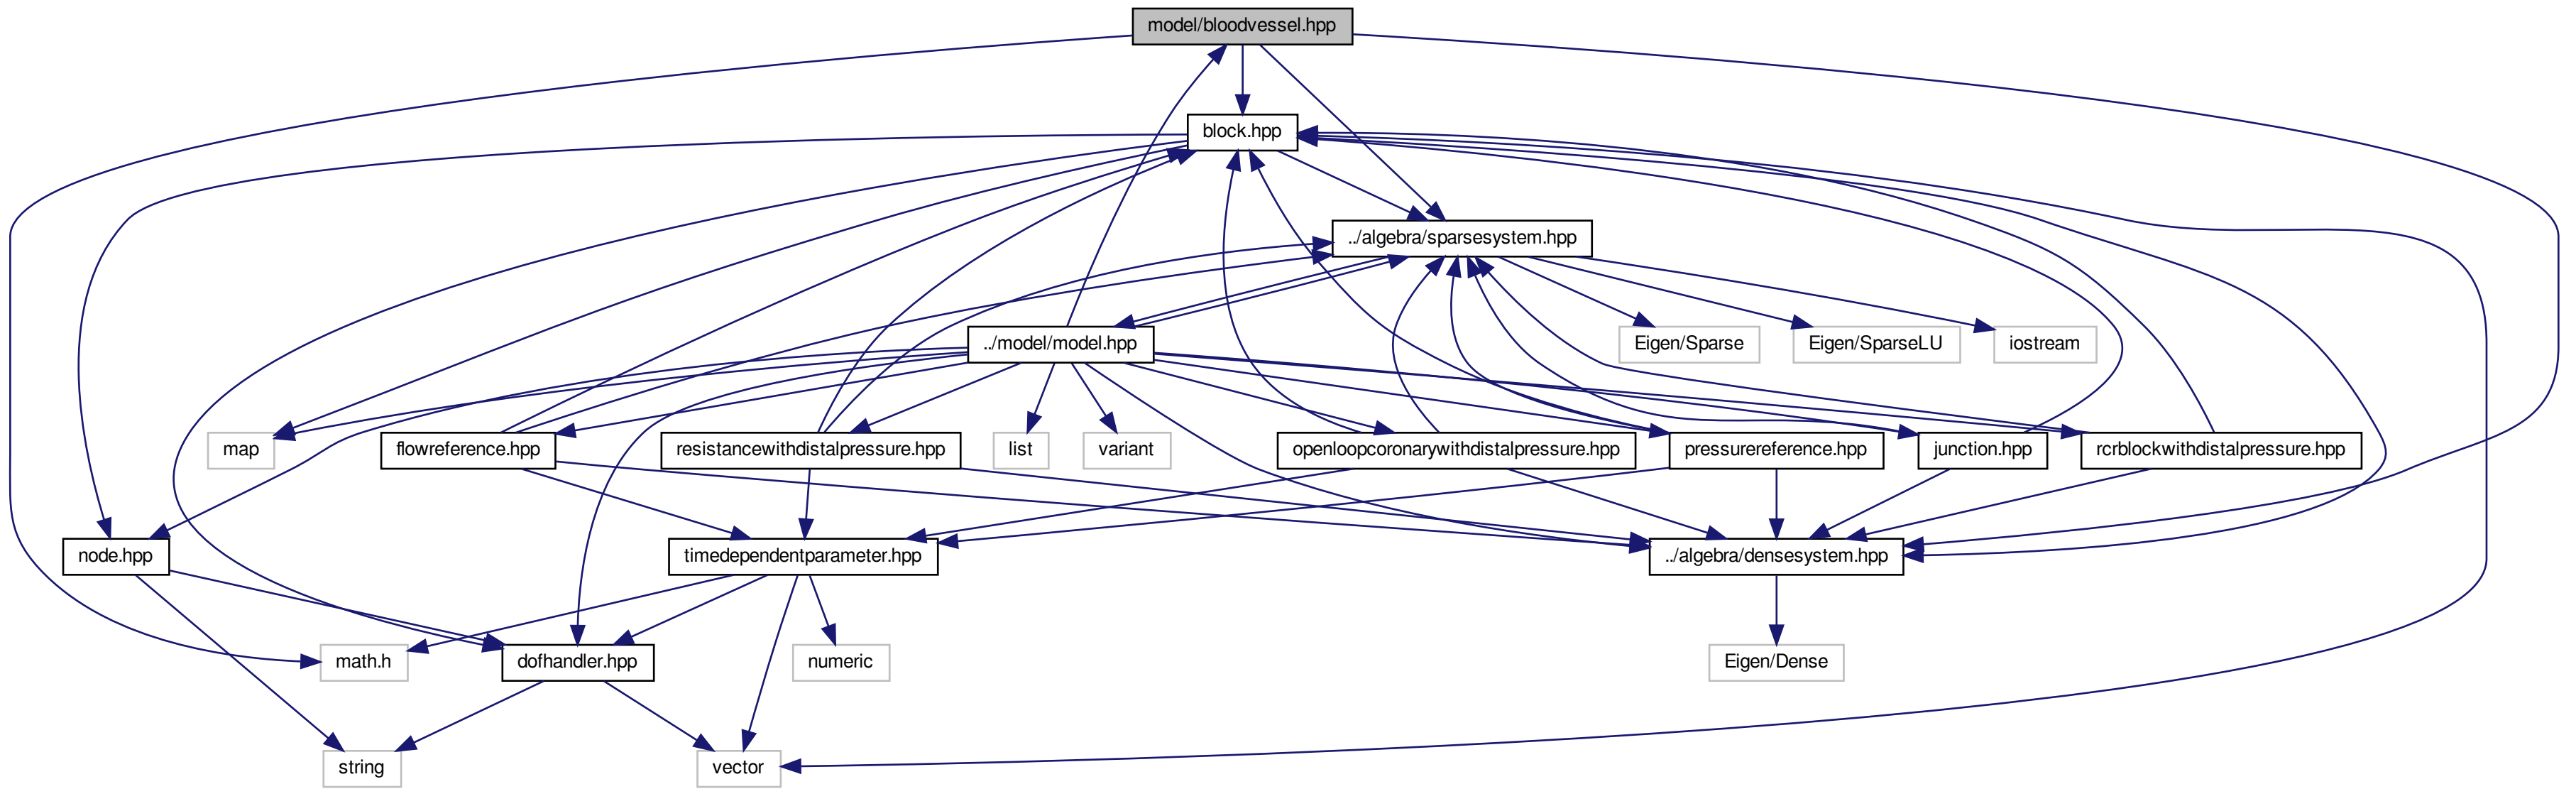 model/bloodvessel.hpp
block.hpp
../algebra/sparsesystem.hpp
../model/model.hpp
Eigen/Sparse
Eigen/SparseLU
iostream
map
flowreference.hpp
resistancewithdistalpressure.hpp
list
variant
openloopcoronarywithdistalpressure.hpp
pressurereference.hpp
junction.hpp
rcrblockwithdistalpressure.hpp
node.hpp
timedependentparameter.hpp
../algebra/densesystem.hpp
math.h
dofhandler.hpp
numeric
Eigen/Dense
string
vector